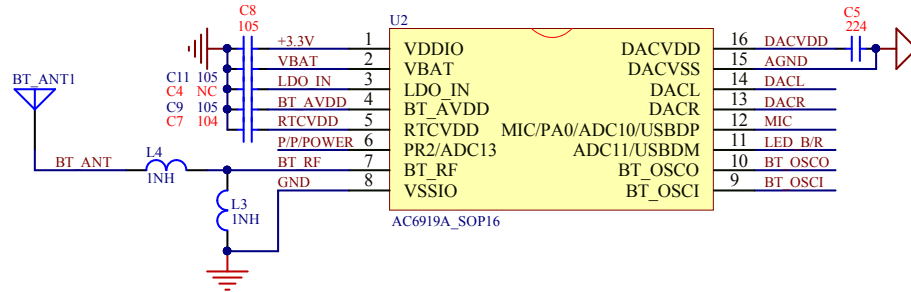 C8
105
U2
C5
224
+3.3V 1 VDDIO DACVDD 16 DACVDD
VBAT 2 VBAT DACVSS 15 AGND
BT_ANT1 C11 105
C4 NC LDO_IN 3 LDO_IN DACL 14 DACL
C9 105 BT_AVDD 4 BT_AVDD DACR 13 DACR
C7 104 RTCVDD 5 RTCVDD MIC/PA0/ADC10/USBDP 12 MIC
P/P/POWER 6 PR2/ADC13 ADC11/USBDM 11 LED_B/R
BT_ANT L4 BT_RF 7 BT_RF BT_OSCO 10 BT_OSCO
1NH GND 8 VSSIO BT_OSCI 9 BT_OSCI
L3
1NH
AC6919A_SOP16